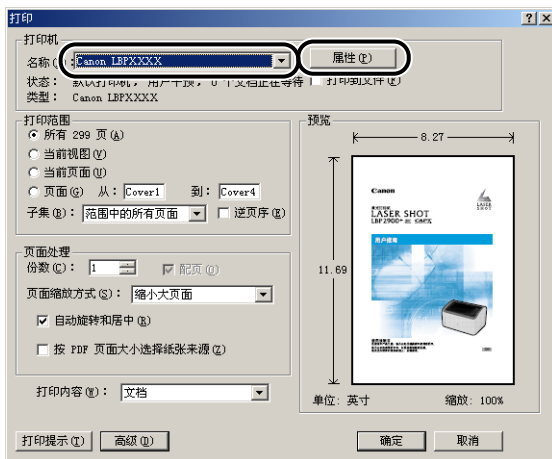 打印
打印机
名称(N): Canon LBPXXXX 属性(P)
状态： 默认打印机; 用户干预; 0 个文档正在等待 打印到文件(F)
类型： Canon LBPXXXX
打印范围
所有 299 页(A)
当前视图(V)
当前页面(U)
页面(G) 从: Cover1 到: Cover4
子集(B): 范围中的所有页面 逆页序(E)
页面处理
份数(C): 1 配页(O)
页面缩放方式(S): 缩小大页面
自动旋转和居中(R)
按 PDF 页面大小选择纸张来源(Z)
打印内容(W): 文档
预览
8.27
11.69
Canon
LASER SHOT
LASER SHOT
LBP2900+
用户指南
单位: 英寸 缩放: 100%
打印提示(T) 高级(D) 确定 取消